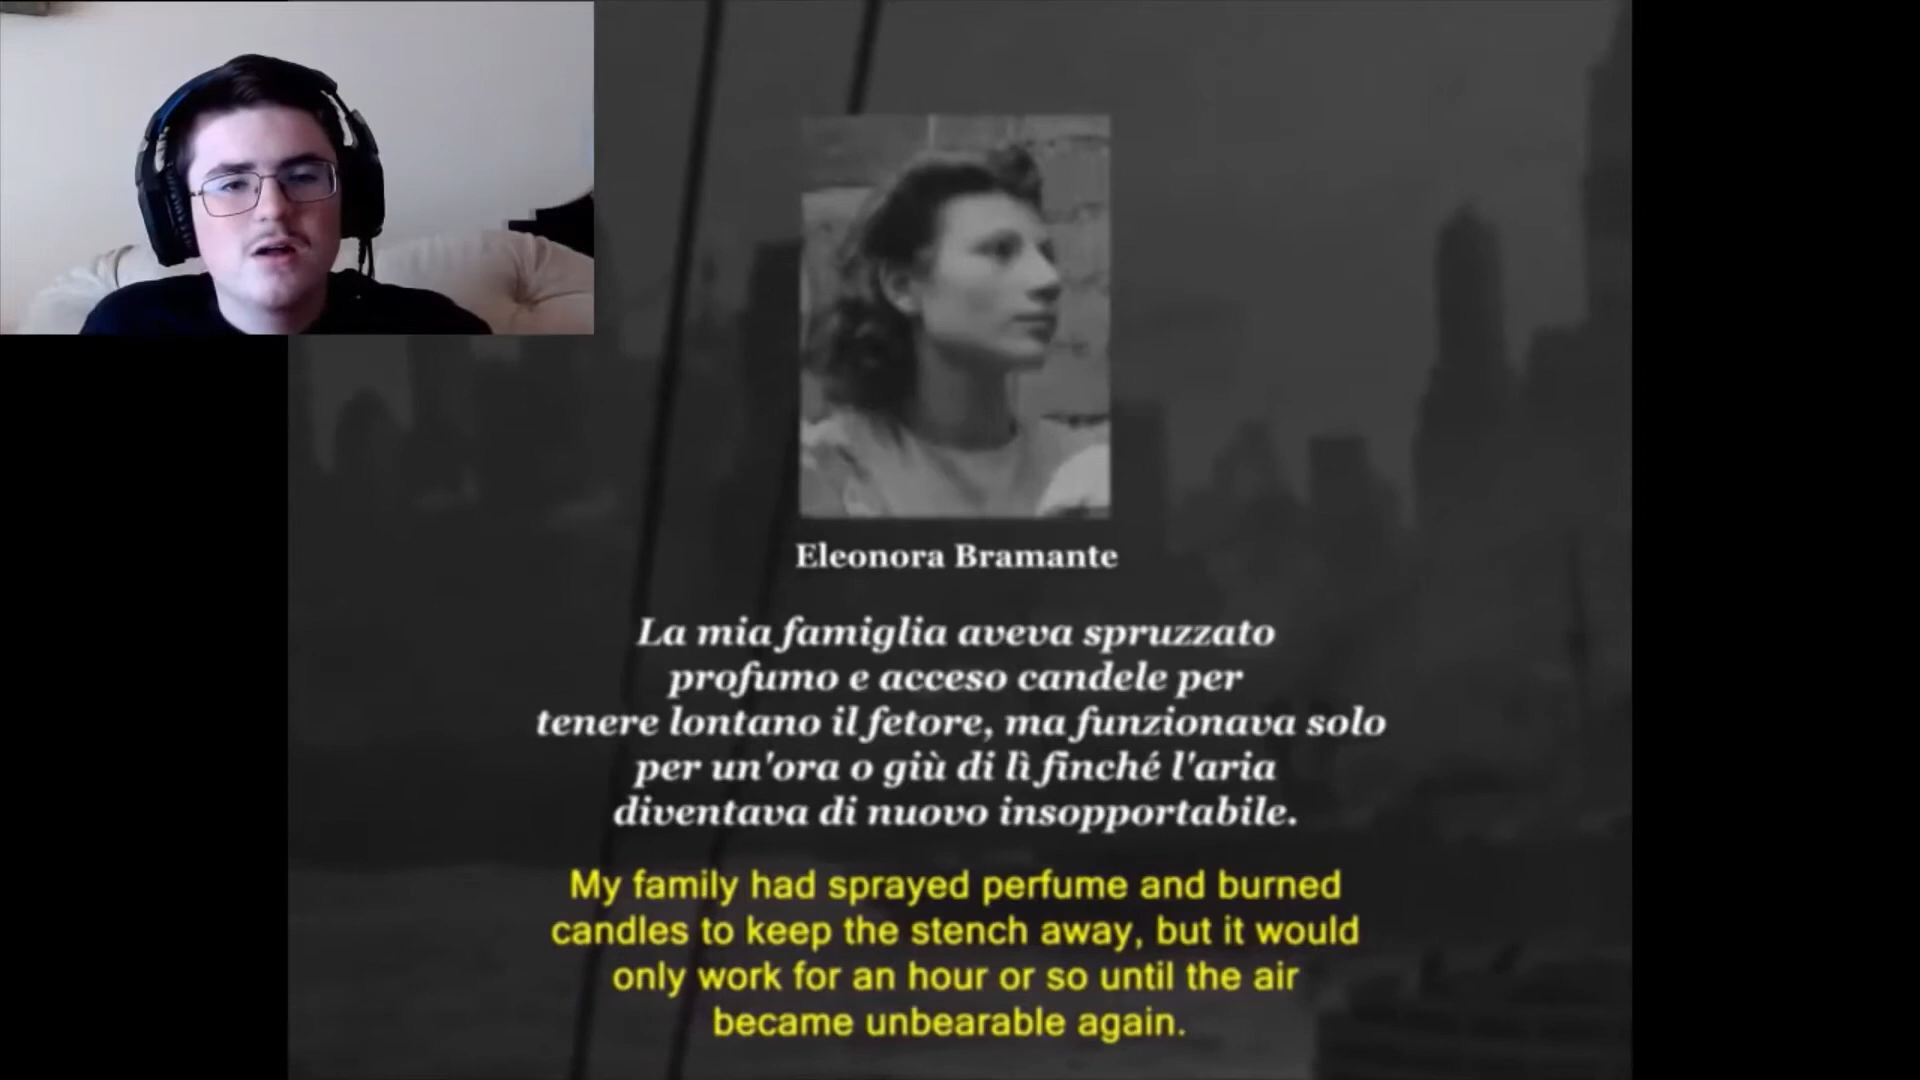 Eleonora Bramante
La mia famiglia aveva spruzzato
profumo e acceso candele per
tenere lontano il fetore, ma funzionava solo
per un'ora o giù di lì finché l'aria
diventava di nuovo insopportabile.
My family had sprayed perfume and burned
candles to keep the stench away, but it would
only work for an hour or so until the air
became unbearable again.